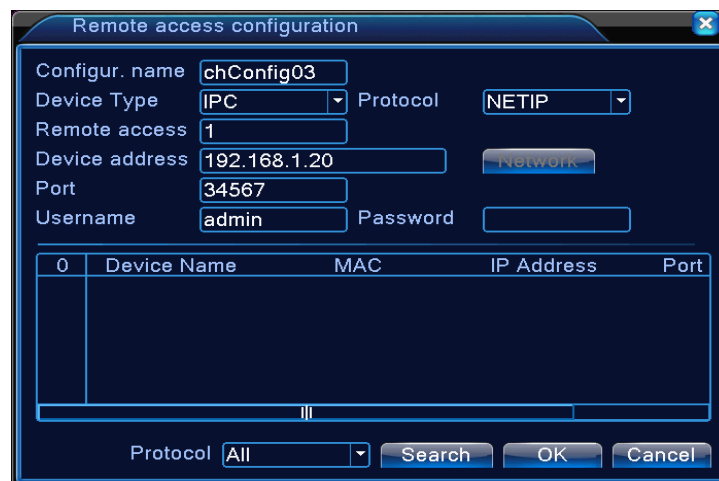 Remote access configuration
Configur. name chConfig03
Device Type IPC Protocol NETIP
Remote access 1
Device address 192.168.1.20 Network
Port 34567
Username admin Password
0 Device Name MAC IP Address Port
Protocol All Search OK Cancel